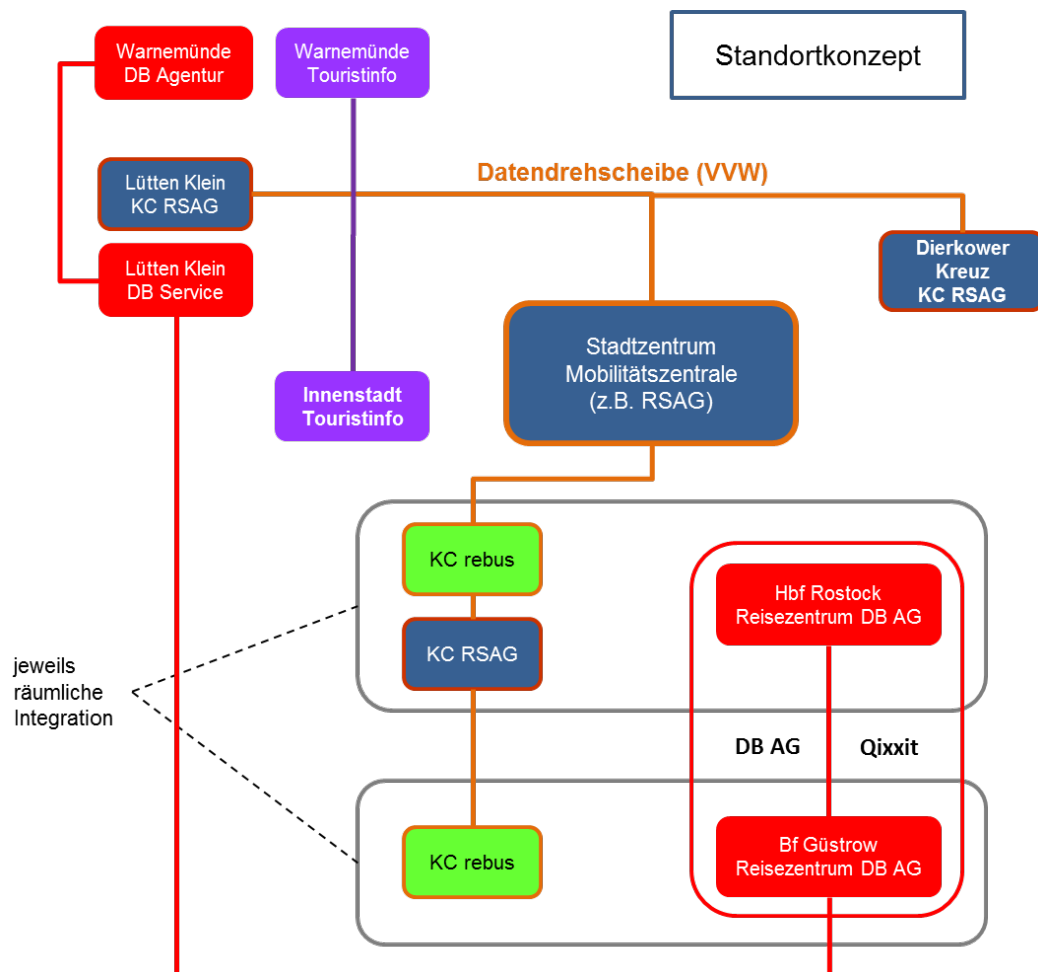 Warnemünde
DB Agentur
Warnemünde
Touristinfo
Standortkonzept
Datendrehscheibe (VVW)
Lütten Klein
KC RSAG
Lütten Klein
DB Service
Dierkower
Kreuz
KC RSAG
Stadtzentrum
Mobilitätszentrale
(z.B. RSAG)
Innenstadt
Touristinfo
KC rebus
KC RSAG
Hbf Rostock
Reisezentrum DB AG
jeweils
räumliche
Integration
DB AG
Qixxit
KC rebus
Bf Güstrow
Reisezentrum DB AG